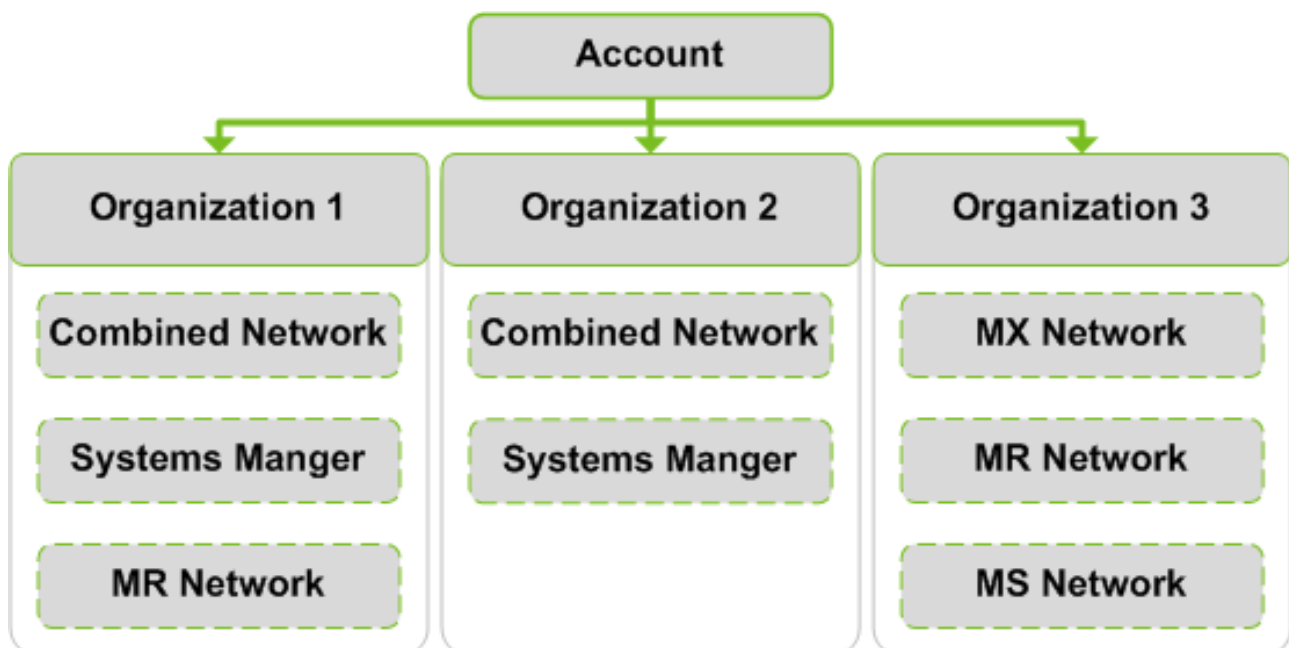 Account
Organization 1
Organization 2
Organization 3
Combined Network
Combined Network
MX Network
Systems Manger
Systems Manger
MR Network
MR Network
MS Network